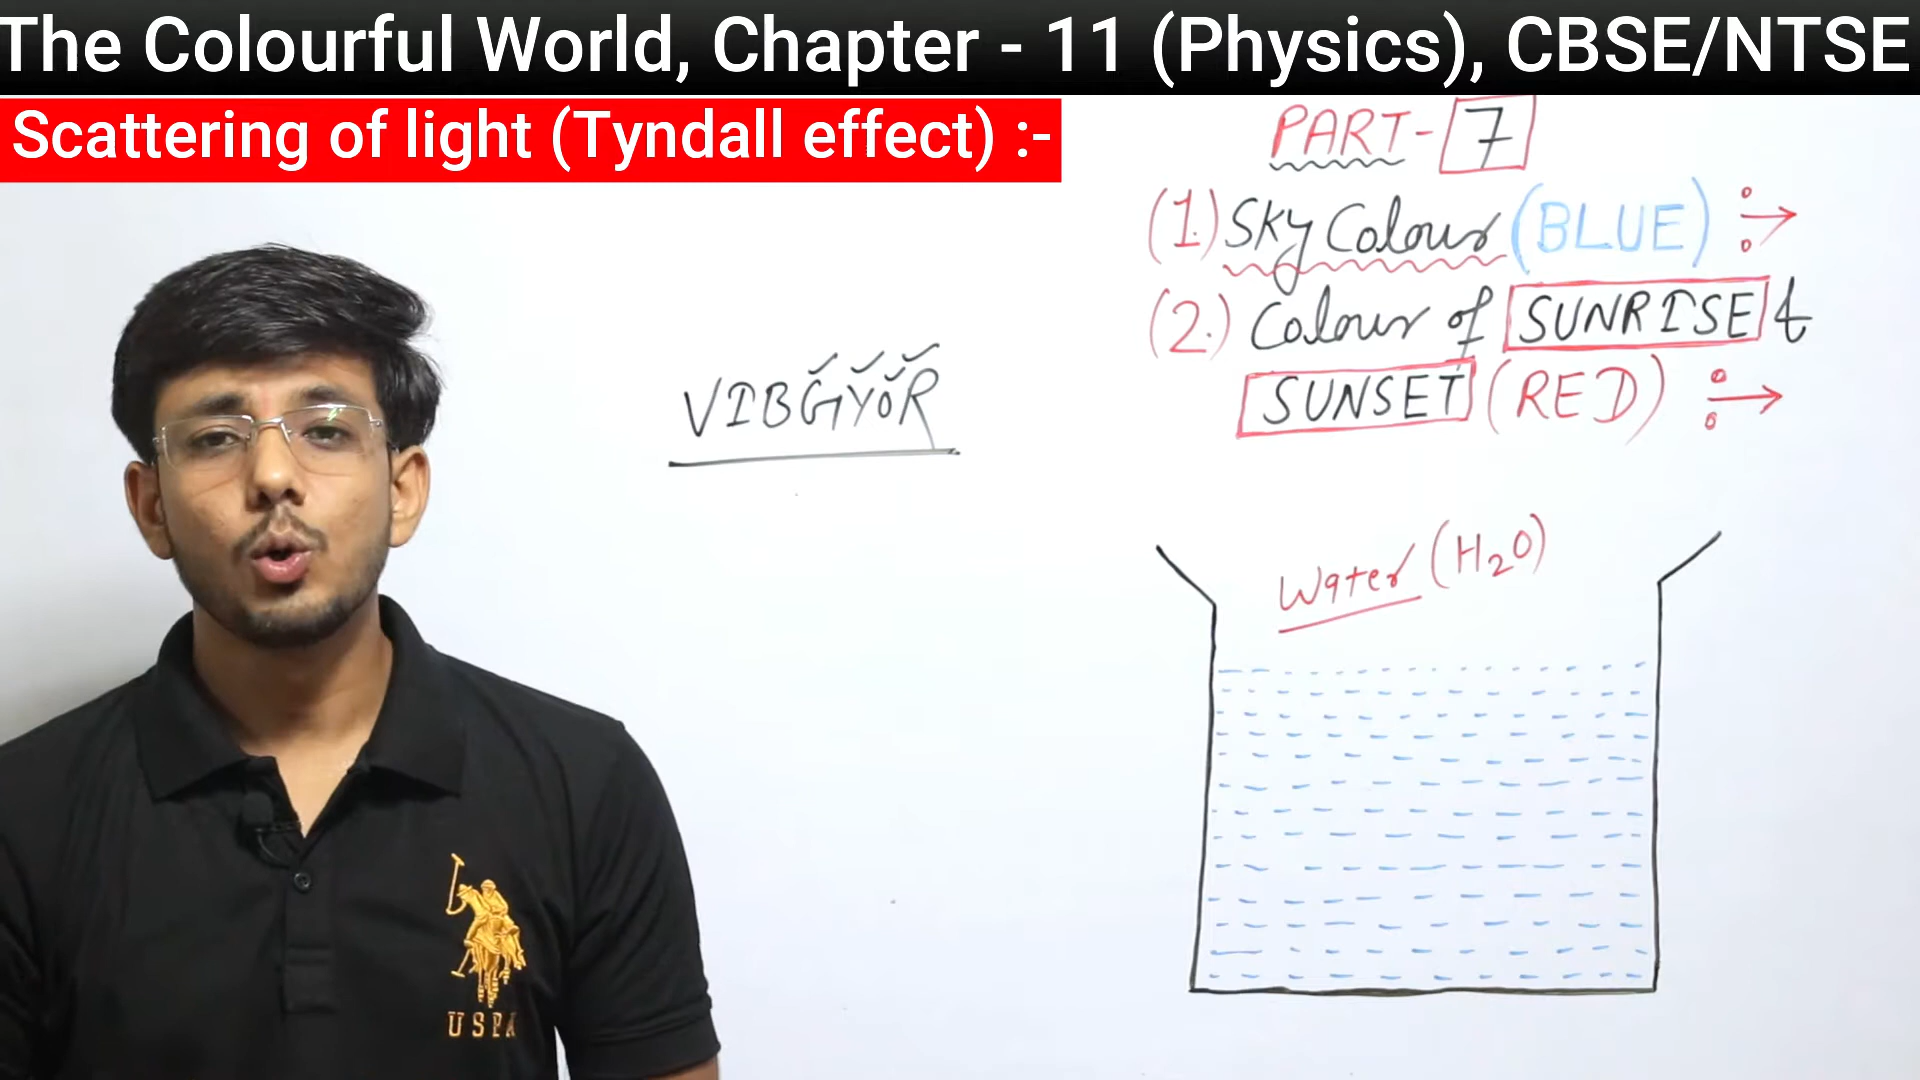 The Colourful World, Chapter - 11 (Physics), CBSE/NTSE
Scattering of light (Tyndall effect) :-
PART-7
(1.) Sky Colour (BLUE) :→
(2.) Colour of SUNRISE &
SUNSET (RED) :→
VIBGYOR
Water (H₂O)
USPA